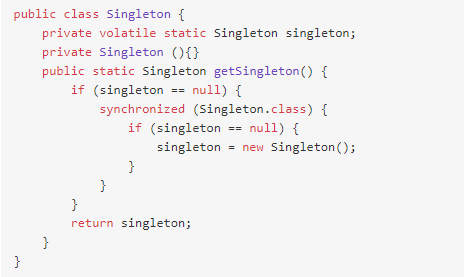 public class Singleton {
    private volatile static Singleton singleton;
    private Singleton (){}
    public static Singleton getSingleton() {
        if (singleton == null) {
            synchronized (Singleton.class) {
                if (singleton == null) {
                    singleton = new Singleton();
                }
            }
        }
        return singleton;
    }
}